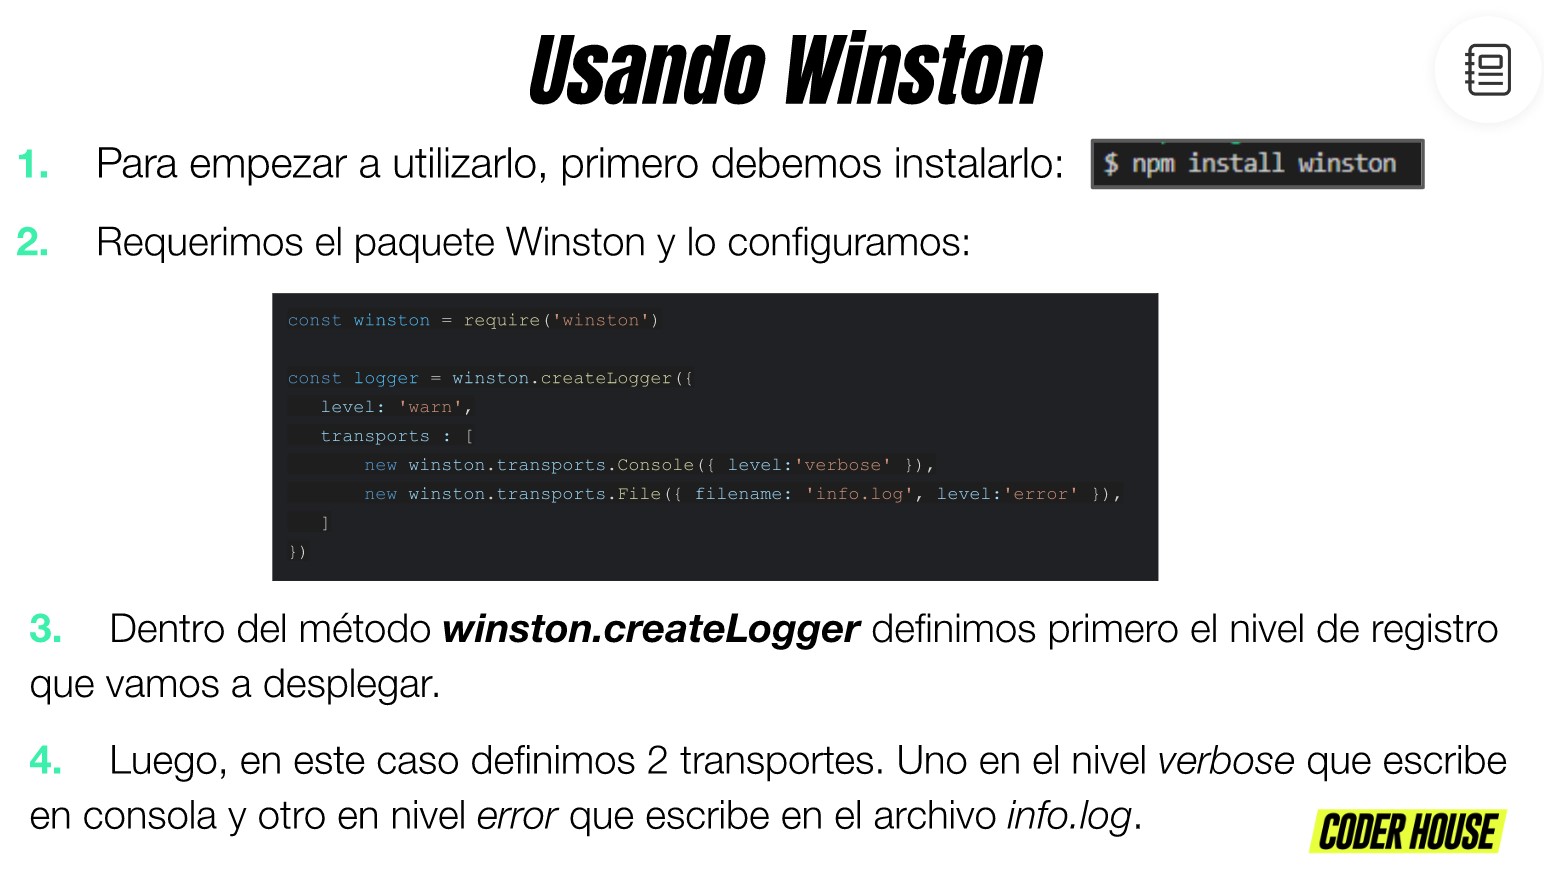 Usando Winston
1. Para empezar a utilizarlo, primero debemos instalarlo: $ npm install winston
2. Requerimos el paquete Winston y lo configuramos:
const winston = require('winston')
const logger = winston.createLogger({
level: 'warn',
transports : [
new winston.transports.Console({ level:'verbose' }),
new winston.transports.File({ filename: 'info.log', level:'error' }),
]
})
3. Dentro del método winston.createLogger definimos primero el nivel de registro
que vamos a desplegar.
4. Luego, en este caso definimos 2 transportes. Uno en el nivel verbose que escribe
en consola y otro en nivel error que escribe en el archivo info.log.
CODER HOUSE